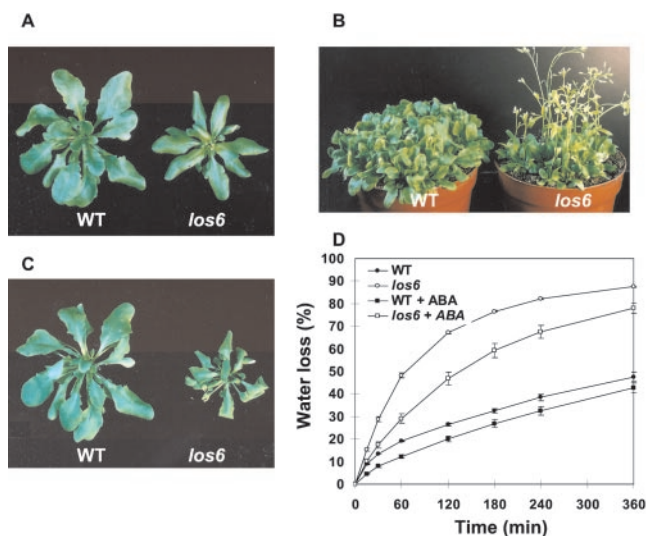 A
WT
los6
B
WT
los6
C
WT
los6
D
WT
los6
WT + ABA
los6 + ABA
Water loss (%)
100
90
80
70
60
50
40
30
20
10
0
0 60 120 180 240 300 360
Time (min)